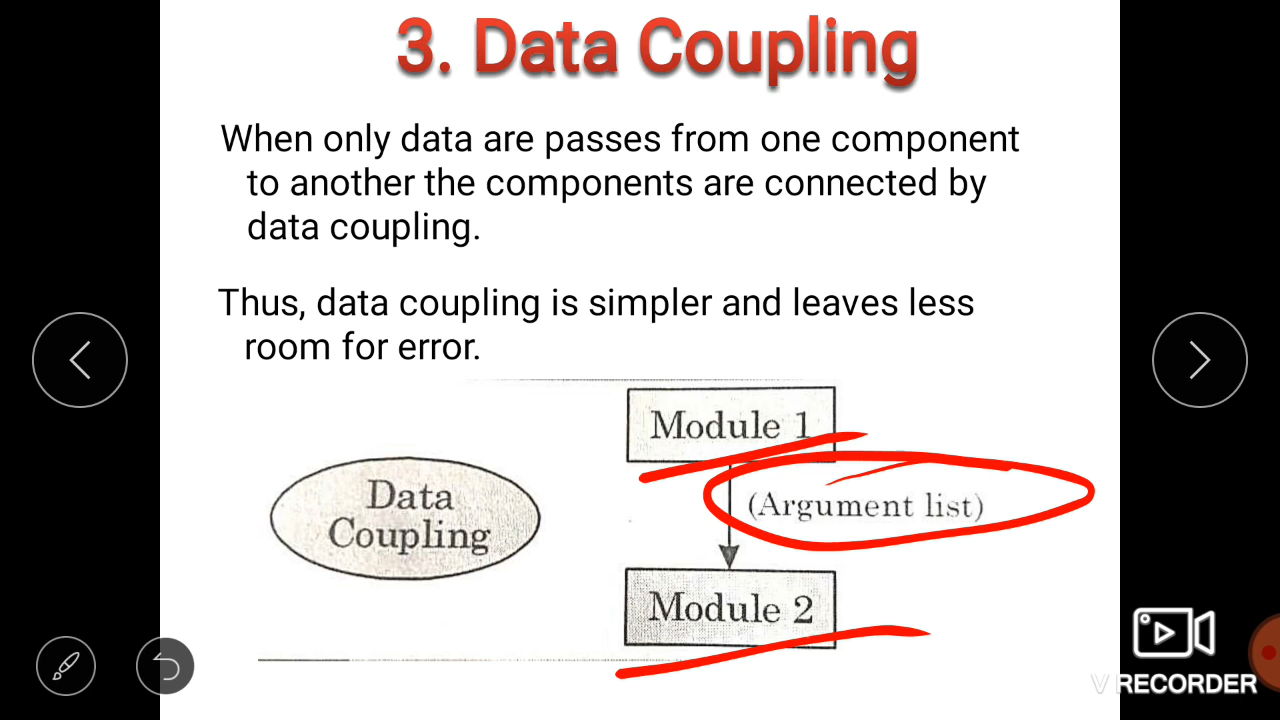 3. Data Coupling
When only data are passes from one component
to another the components are connected by
data coupling.
Thus, data coupling is simpler and leaves less
room for error.
Module 1
(Argument list)
Data
Coupling
Module 2
V RECORDER